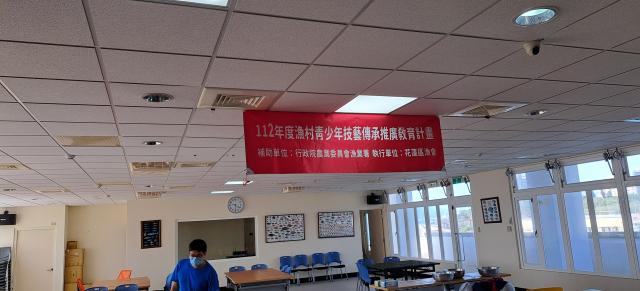 112年度漁村青少年技藝傳承推廣教育計畫
補助單位：行政院農業委員會漁業署 執行單位：花蓮區漁會